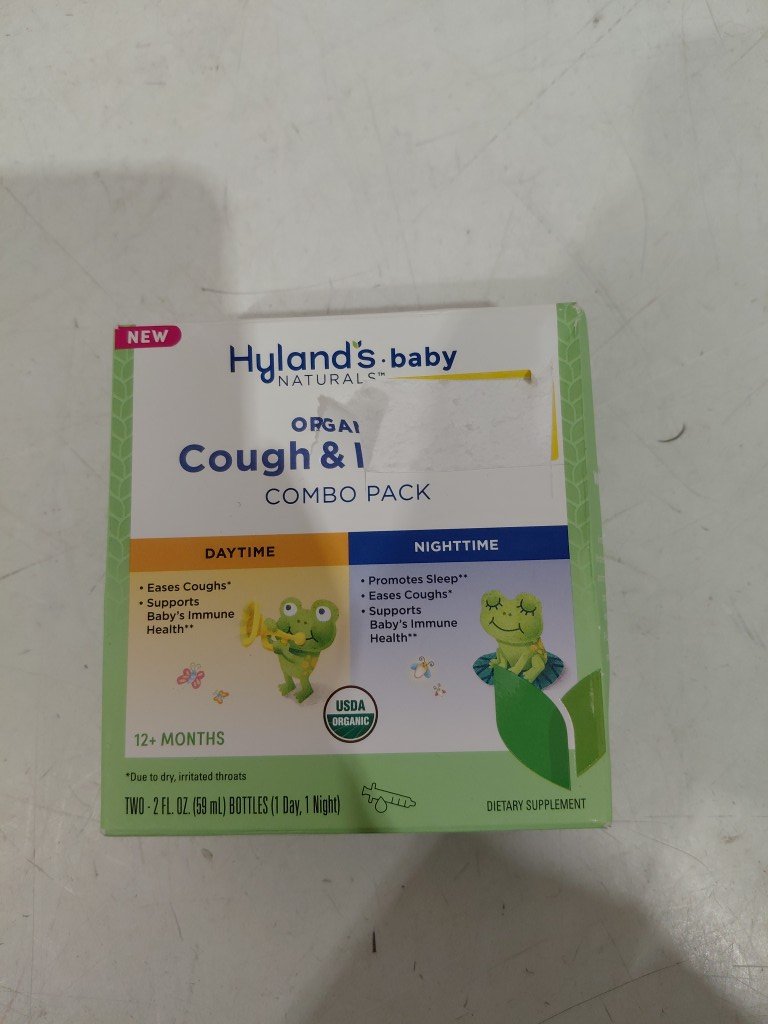 NEW
Hyland's · baby
NATURALS™
Cough &
COMBO PACK
DAYTIME
• Eases Coughs*
• Supports
Baby's Immune
Health**
NIGHTTIME
• Promotes Sleep**
• Eases Coughs*
• Supports
Baby's Immune
Health**
USDA
ORGANIC
12+ MONTHS
*Due to dry, irritated throats
TWO - 2 FL. OZ. (59 mL) BOTTLES (1 Day, 1 Night)
DIETARY SUPPLEMENT